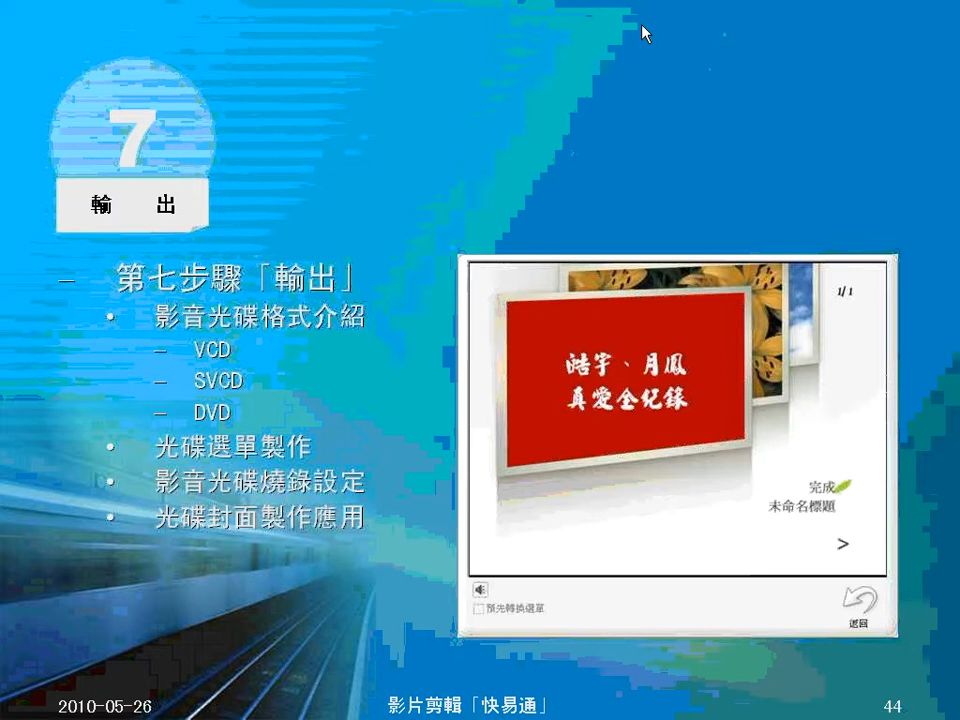 7
輸 出
– 第七步驟「輸出」
• 影音光碟格式介紹
– VCD
– SVCD
– DVD
• 光碟選單製作
• 影音光碟燒錄設定
• 光碟封面製作應用
1/1
皓宇、月鳳
真愛全紀錄
完成
未命名標題
>
預先轉換選單
返回
2010-05-26
影片剪輯「快易通」
44